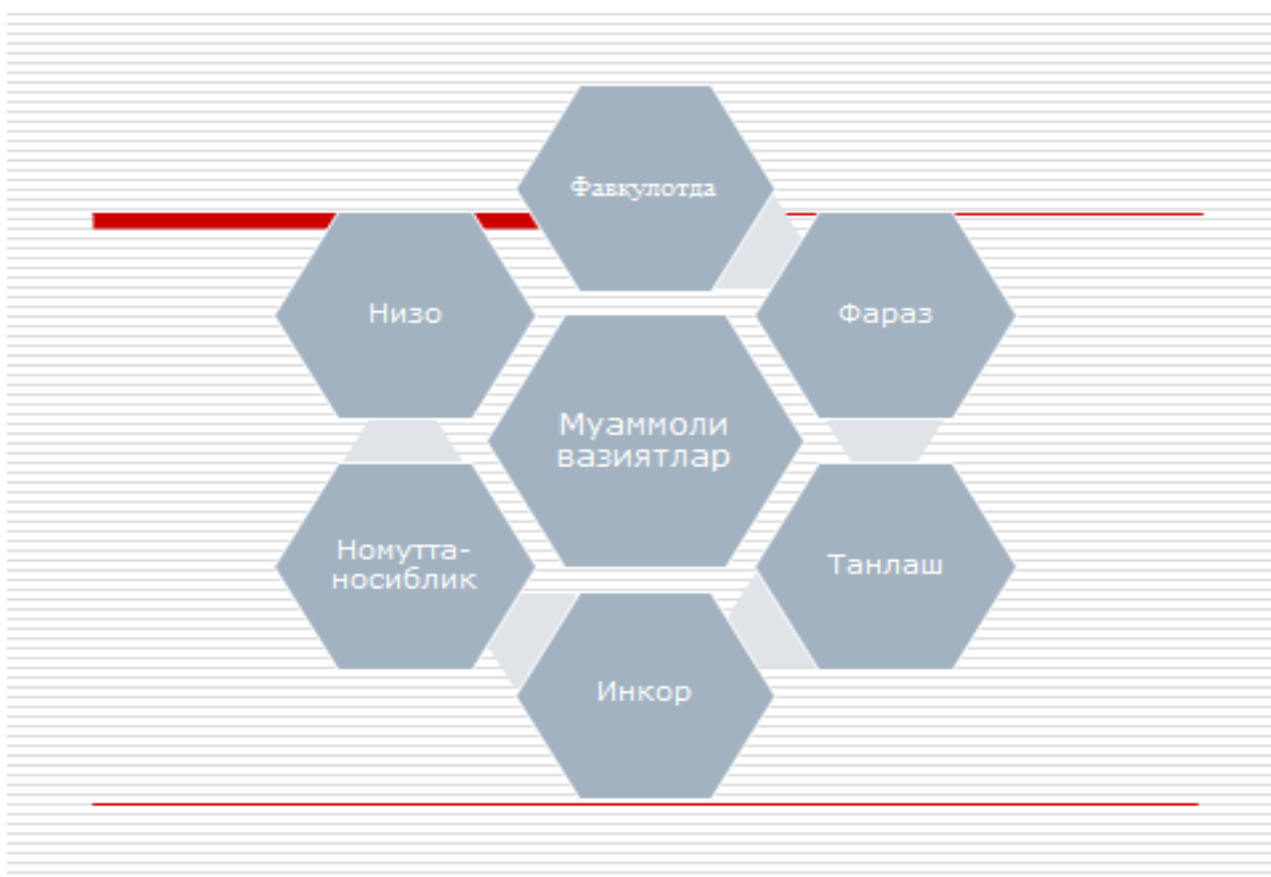 Фавкулотда
Низо
Фараз
Муаммоли
вазиятлар
Номутта-
носиблик
Танлаш
Инкор